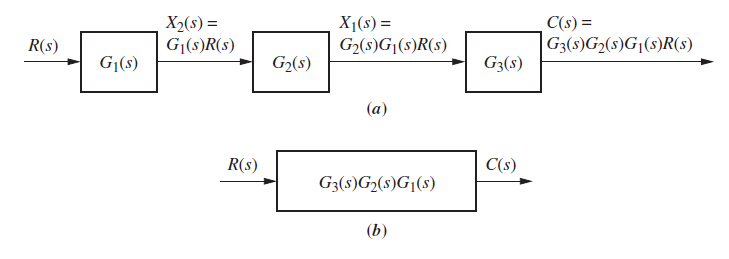 R(s)
G₁(s)
X₂(s) =
G₁(s)R(s)
G₂(s)
X₁(s) =
G₂(s)G₁(s)R(s)
G₃(s)
C(s) =
G₃(s)G₂(s)G₁(s)R(s)
(a)
R(s)
G₃(s)G₂(s)G₁(s)
C(s)
(b)